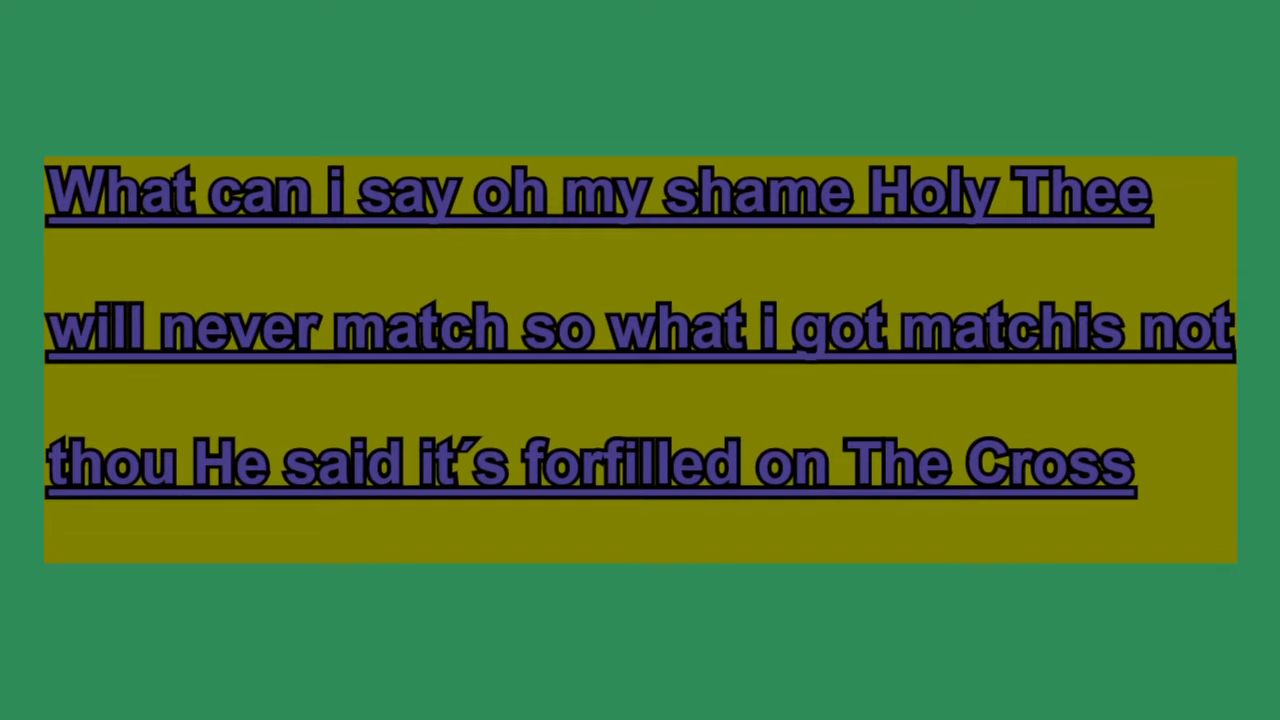 What can i say oh my shame Holy Thee
will never match so what i got matchis not
thou He said it´s forfilled on The Cross